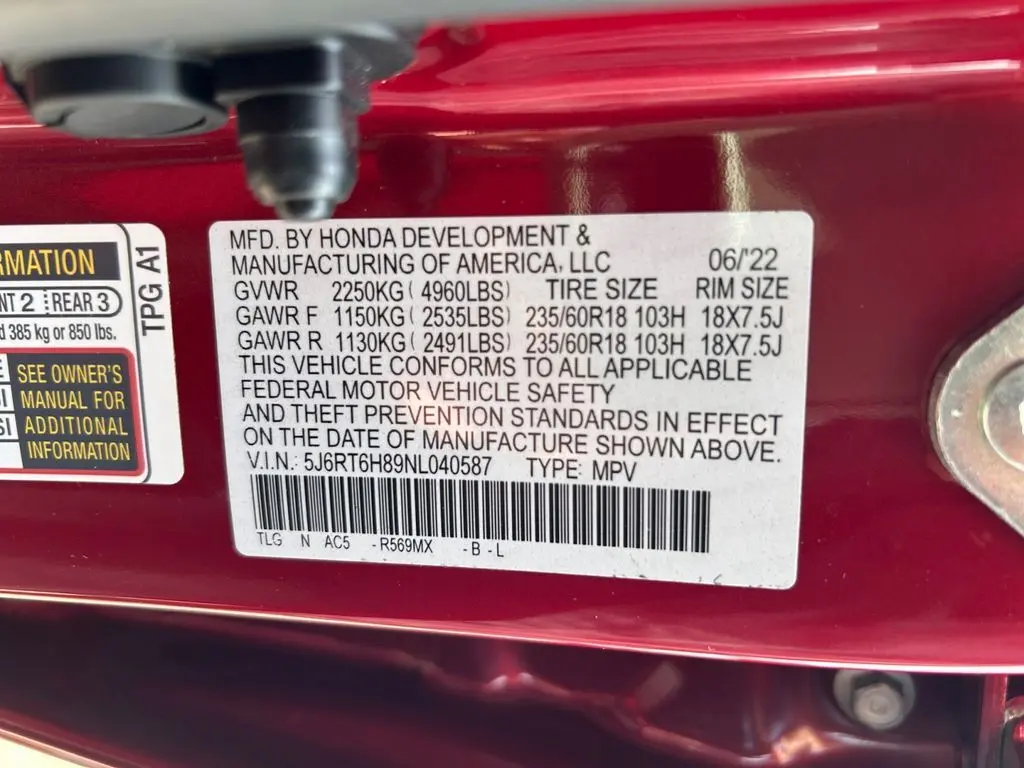 RMATION
NT 2 REAR 3
d 385 kg or 850 lbs.
SEE OWNER'S
MANUAL FOR
ADDITIONAL
INFORMATION
TPG A1
MFD. BY HONDA DEVELOPMENT &
MANUFACTURING OF AMERICA, LLC 06/'22
GVWR 2250KG ( 4960LBS) TIRE SIZE RIM SIZE
GAWR F 1150KG ( 2535LBS) 235/60R18 103H 18X7.5J
GAWR R 1130KG ( 2491LBS) 235/60R18 103H 18X7.5J
THIS VEHICLE CONFORMS TO ALL APPLICABLE
FEDERAL MOTOR VEHICLE SAFETY
AND THEFT PREVENTION STANDARDS IN EFFECT
ON THE DATE OF MANUFACTURE SHOWN ABOVE.
V.I.N.: 5J6RT6H89NL040587 TYPE: MPV
TLG N AC5 -R569MX -B-L